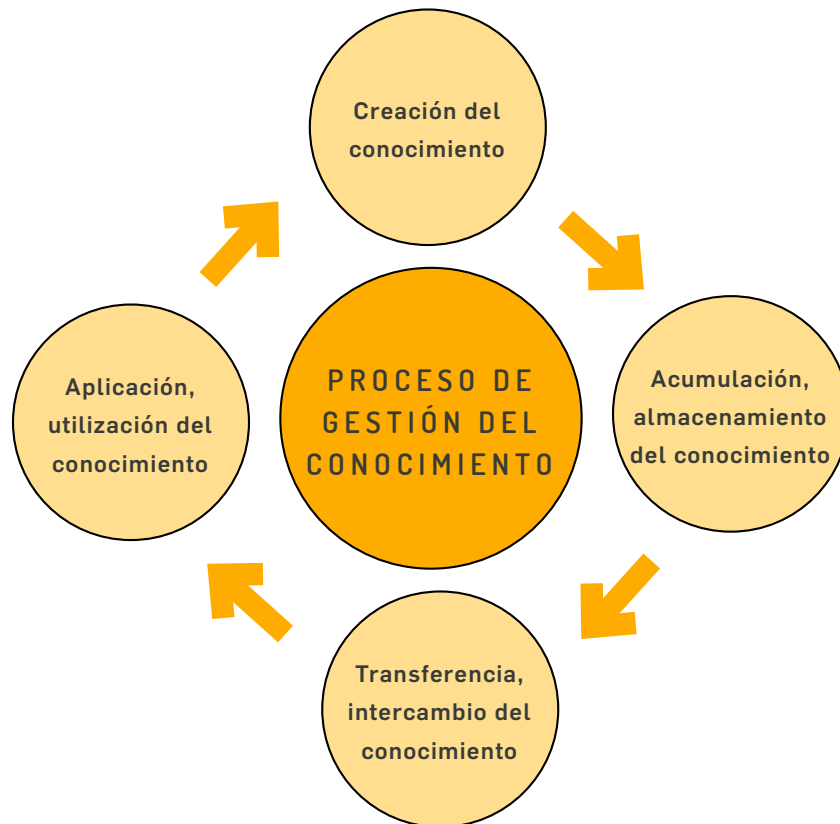 Creación del
conocimiento
PROCESO DE
GESTIÓN DEL
CONOCIMIENTO
Acumulación,
almacenamiento
del conocimiento
Transferencia,
intercambio del
conocimiento
Aplicación,
utilización del
conocimiento